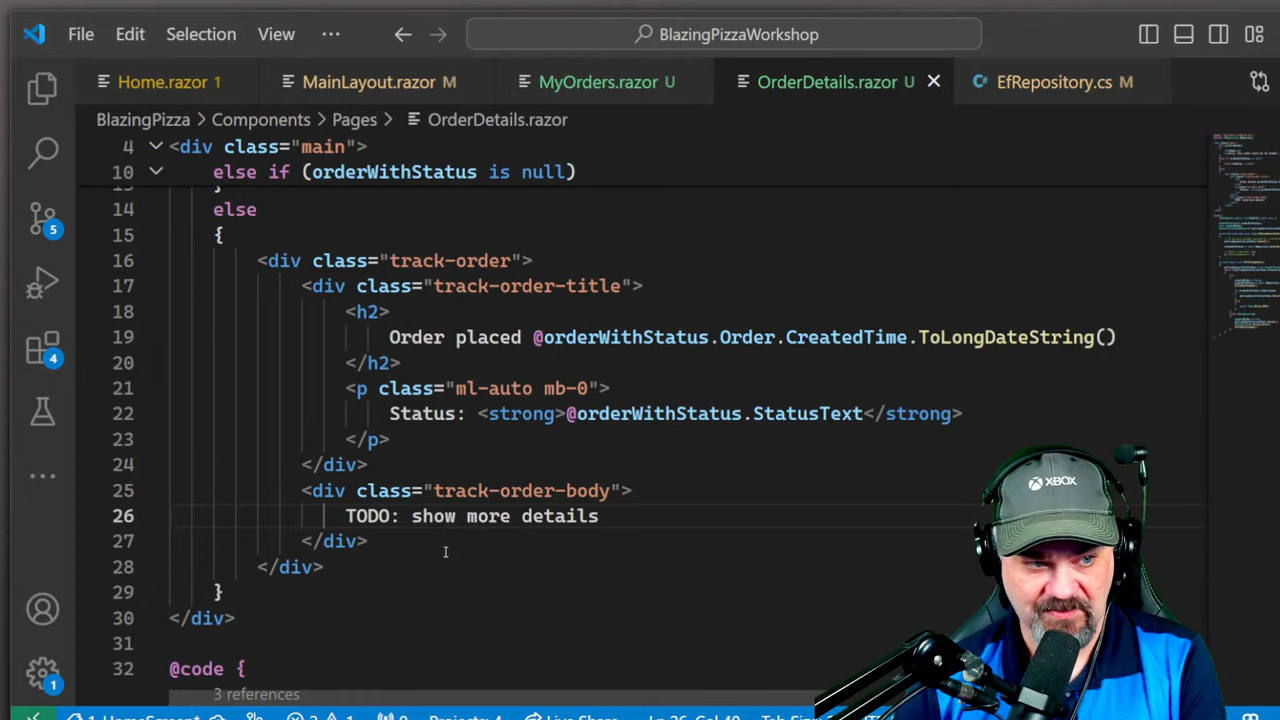 File Edit Selection View ··· BlazingPizzaWorkshop
Home.razor 1 MainLayout.razor M MyOrders.razor U OrderDetails.razor U EfRepository.cs M
BlazingPizza > Components > Pages > OrderDetails.razor
4 <div class="main">
10 else if (orderWithStatus is null)
14 else
15 {
16 <div class="track-order">
17 <div class="track-order-title">
18 <h2>
19 Order placed @orderWithStatus.Order.CreatedTime.ToLongDateString()
20 </h2>
21 <p class="ml-auto mb-0">
22 Status: <strong>@orderWithStatus.StatusText</strong>
23 </p>
24 </div>
25 <div class="track-order-body">
26 TODO: show more details
27 </div>
28 </div>
29 }
30 </div>
31
32 @code {
3 references
5
4
1
XBOX